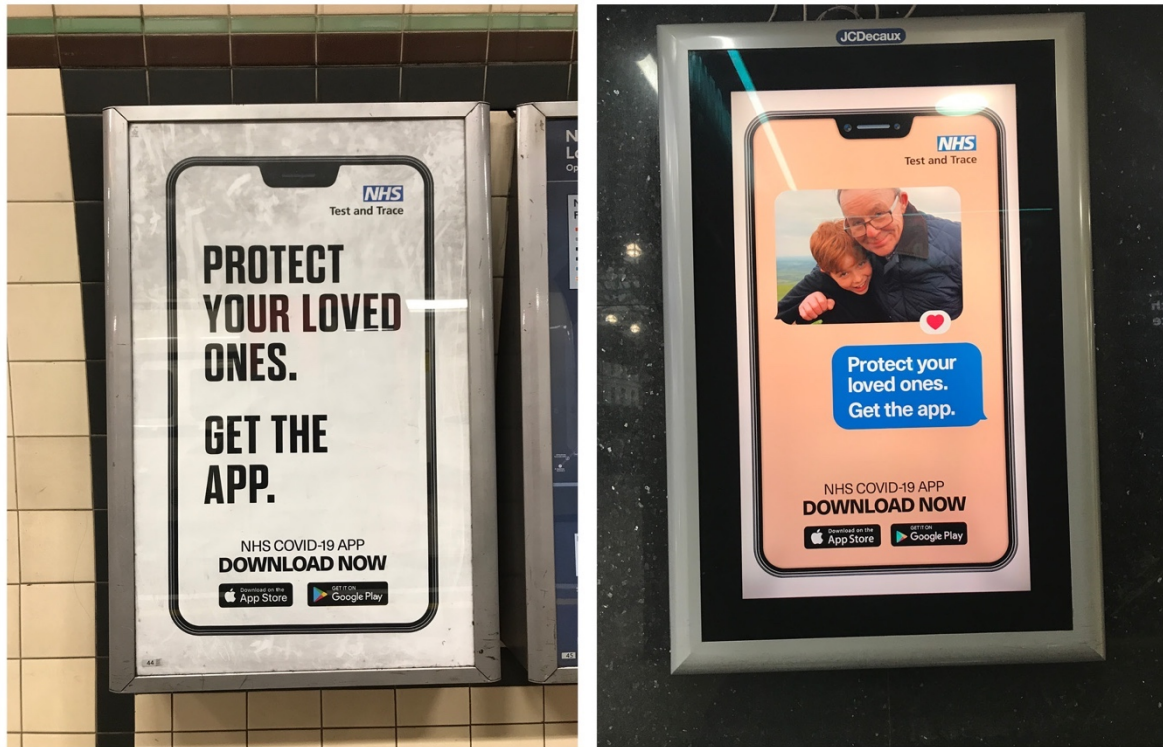 NHS
Test and Trace
PROTECT
YOUR LOVED
ONES.
GET THE
APP.
NHS COVID-19 APP
DOWNLOAD NOW
Download on the
App Store
GET IT ON
Google Play
44
45
JCDecaux
NHS
Test and Trace
Protect your
loved ones.
Get the app.
NHS COVID-19 APP
DOWNLOAD NOW
Download on the
App Store
GET IT ON
Google Play